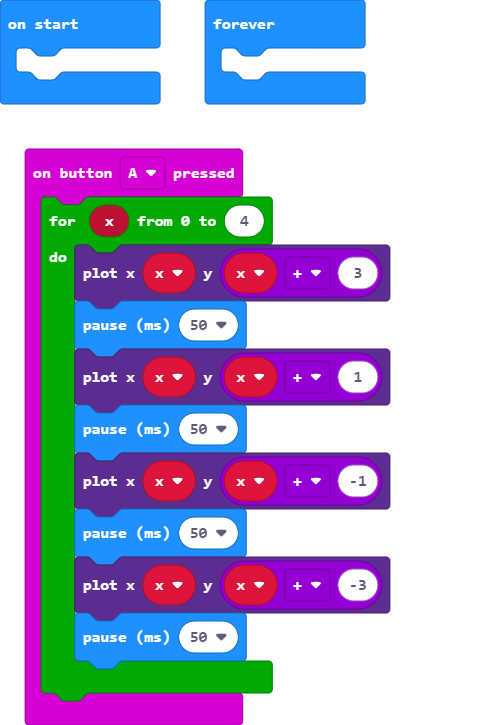 on start
forever
on button A pressed
for x from 0 to 4
do
plot x x y x + 3
pause (ms) 50
plot x x y x + 1
pause (ms) 50
plot x x y x + -1
pause (ms) 50
plot x x y x + -3
pause (ms) 50